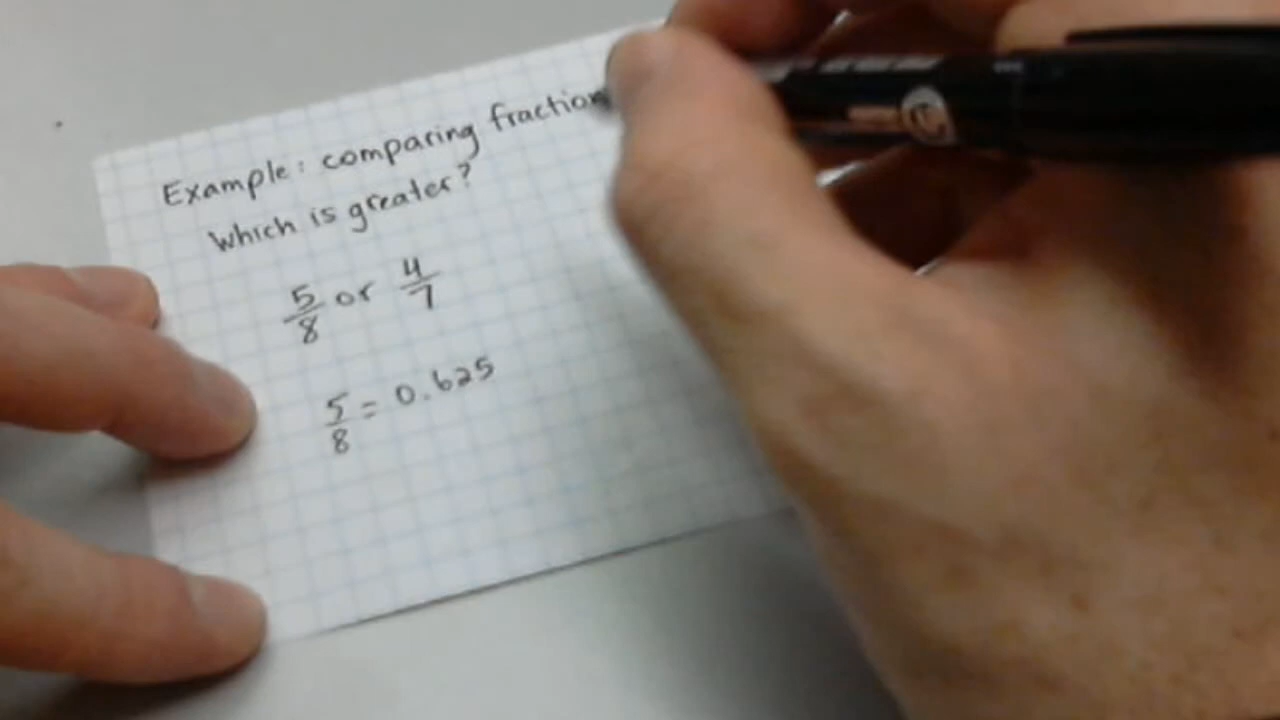 Example: comparing fraction
Which is greater?
5/8 or 4/7
5/8 = 0.625